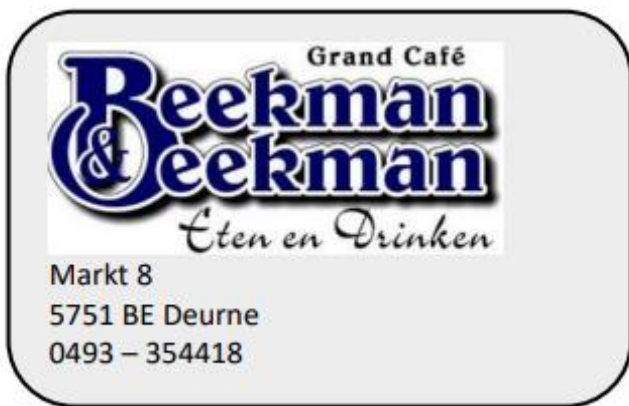 Grand Café
Beekman
& Beekman
Eten en Drinken
Markt 8
5751 BE Deurne
0493 – 354418